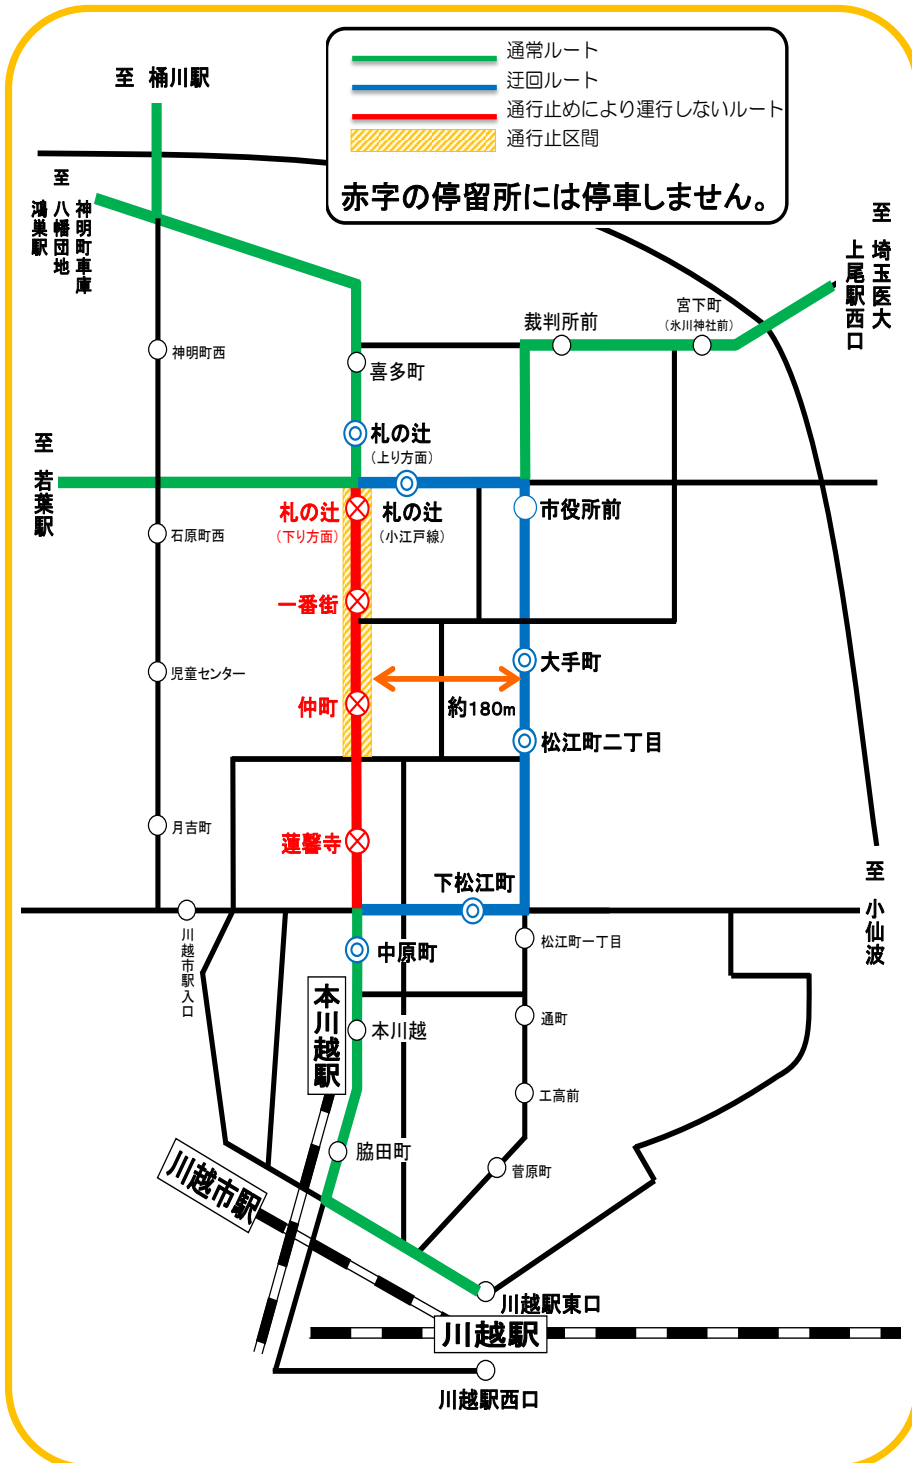 通常ルート
迂回ルート
通行止めにより運行しないルート
通行止区間
赤字の停留所には停車しません。
至 桶川駅
至
神明町車庫
八幡団地
鴻巣駅
至 埼玉医大
上尾駅西口
宮下町
（氷川神社前）
裁判所前
神明町西
喜多町
札の辻
（上り方面）
至 若葉駅
札の辻
（下り方面）
札の辻
（小江戸線）
市役所前
石原町西
一番街
大手町
児童センター
仲町
約180m
松江町二丁目
月吉町
蓮馨寺
下松江町
至 小仙波
川越市駅入口
中原町
松江町一丁目
本川越駅
本川越
通町
工高前
脇田町
菅原町
川越市駅
川越駅東口
川越駅
川越駅西口